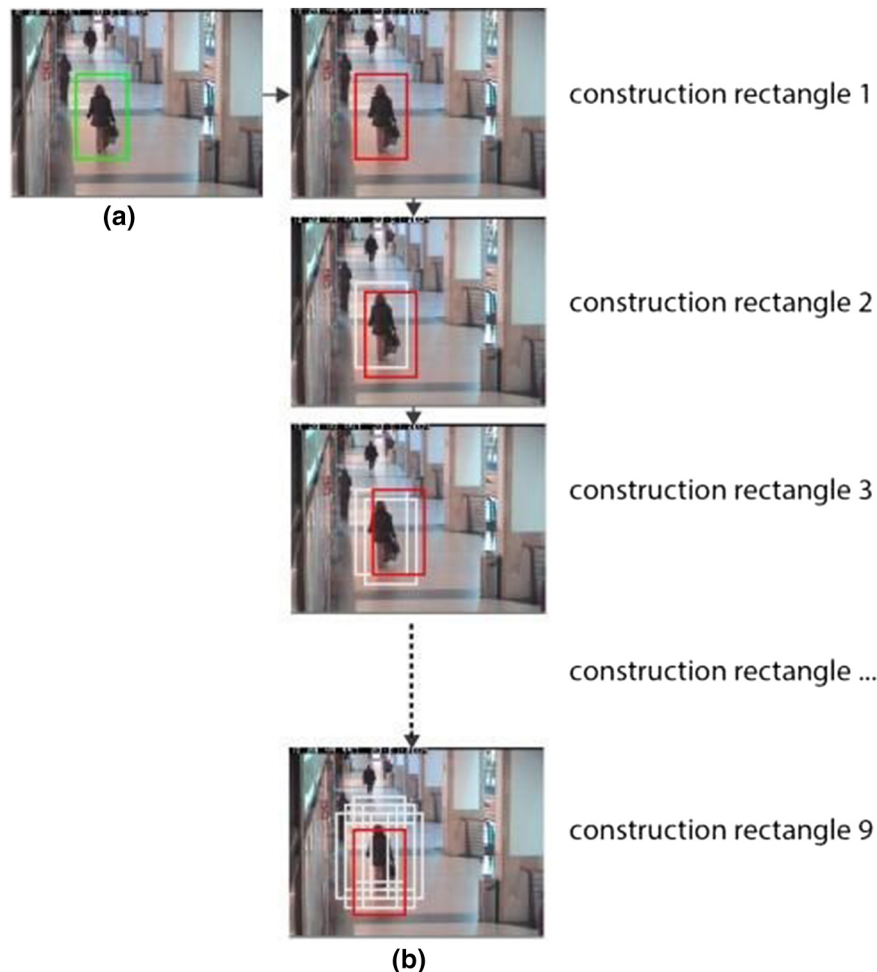 construction rectangle 1
(a)
construction rectangle 2
construction rectangle 3
construction rectangle ...
construction rectangle 9
(b)